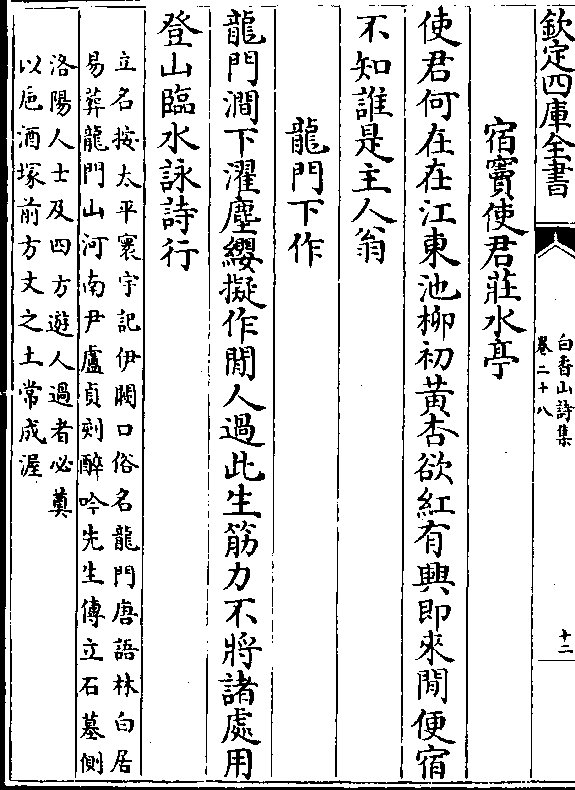 欽定四庫全書
白香山詩集
卷二十八
十二
宿竇使君莊水亭
使君何在在江東池柳初黃杏欲紅有興即來閒便宿
不知誰是主人翁
龍門下作
龍門澗下濯塵纓擬作閒人過此生筋力不將諸處用
登山臨水詠詩行
立名按太平寰宇記伊闕口俗名龍門唐語林白居
易葬龍門山河南尹盧貞刻醉吟先生傳立石墓側
洛陽人士及四方遊人過者必奠
以巵酒塚前方丈之土常成渥